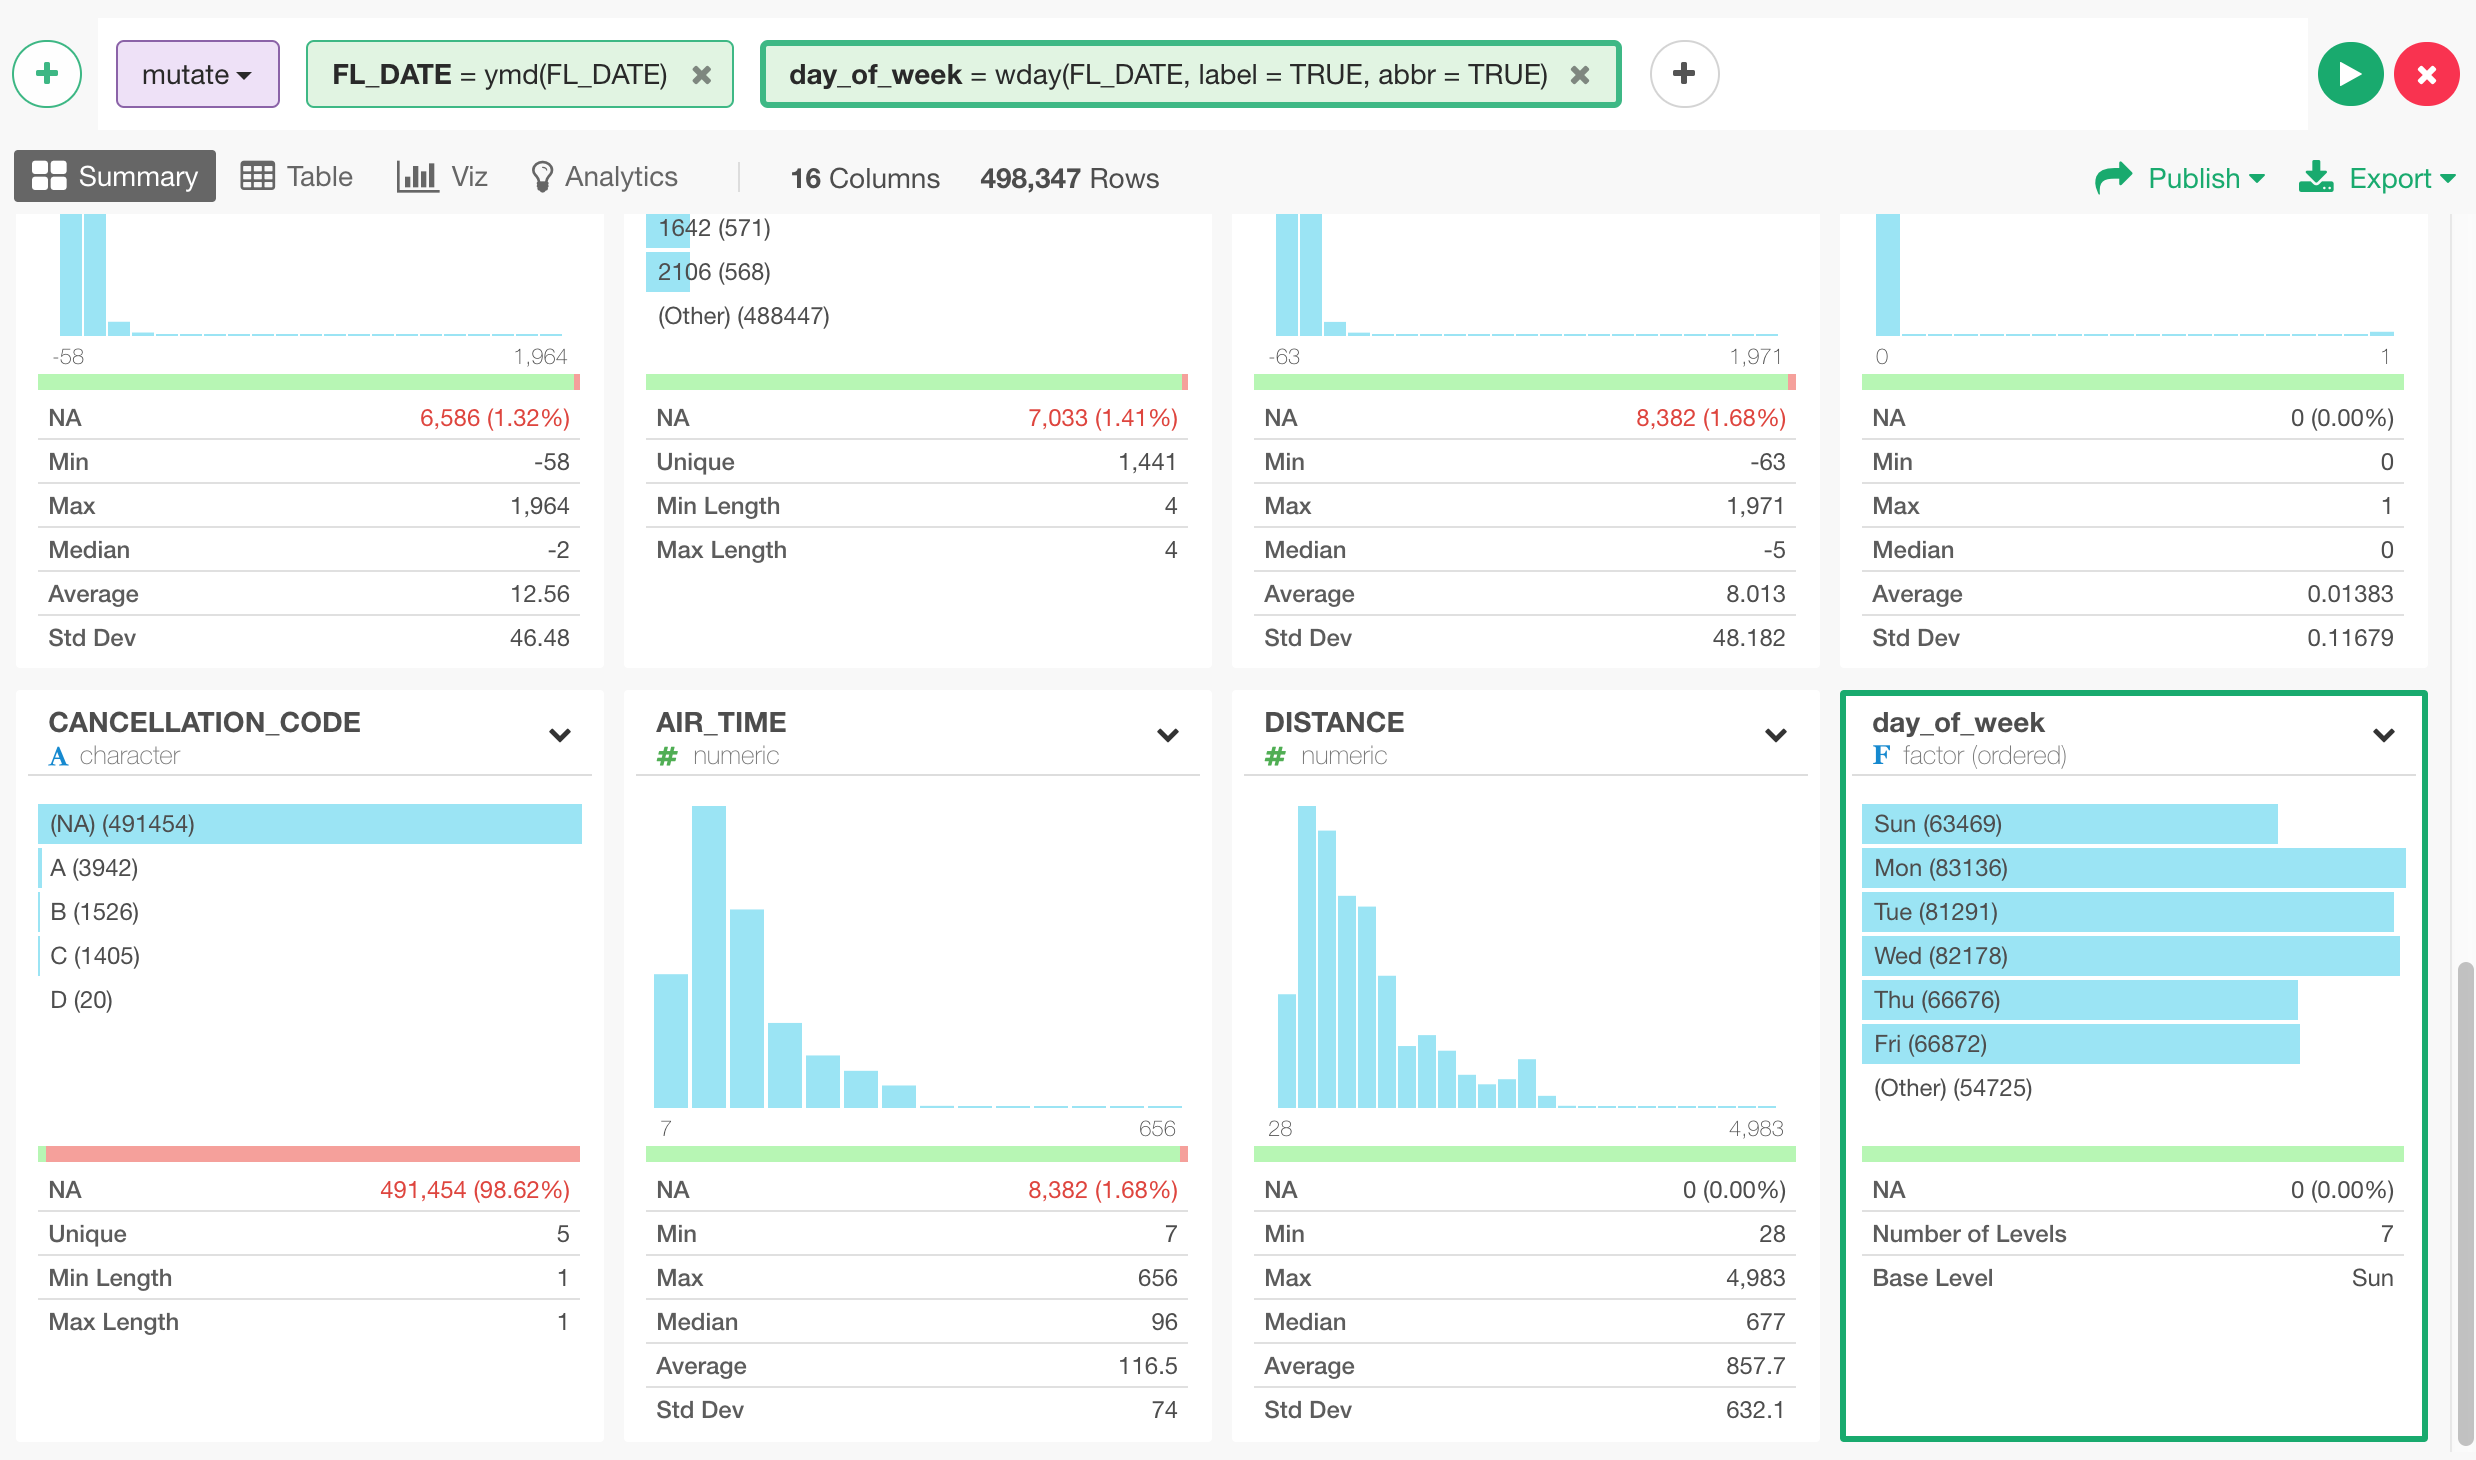 mutate
FL_DATE = ymd(FL_DATE)
day_of_week = wday(FL_DATE, label = TRUE, abbr = TRUE)
Summary
Table
Viz
Analytics
16 Columns
498,347 Rows
Publish
Export
-58 1,964
NA 6,586 (1.32%)
Min -58
Max 1,964
Median -2
Average 12.56
Std Dev 46.48
1642 (571)
2106 (568)
(Other) (488447)
NA 7,033 (1.41%)
Unique 1,441
Min Length 4
Max Length 4
-63 1,971
NA 8,382 (1.68%)
Min -63
Max 1,971
Median -5
Average 8.013
Std Dev 48.182
0 1
NA 0 (0.00%)
Min 0
Max 1
Median 0
Average 0.01383
Std Dev 0.11679
CANCELLATION_CODE
A character
(NA) (491454)
A (3942)
B (1526)
C (1405)
D (20)
NA 491,454 (98.62%)
Unique 5
Min Length 1
Max Length 1
AIR_TIME
# numeric
7 656
NA 8,382 (1.68%)
Min 7
Max 656
Median 96
Average 116.5
Std Dev 74
DISTANCE
# numeric
28 4,983
NA 0 (0.00%)
Min 28
Max 4,983
Median 677
Average 857.7
Std Dev 632.1
day_of_week
F factor (ordered)
Sun (63469)
Mon (83136)
Tue (81291)
Wed (82178)
Thu (66676)
Fri (66872)
(Other) (54725)
NA 0 (0.00%)
Number of Levels 7
Base Level Sun